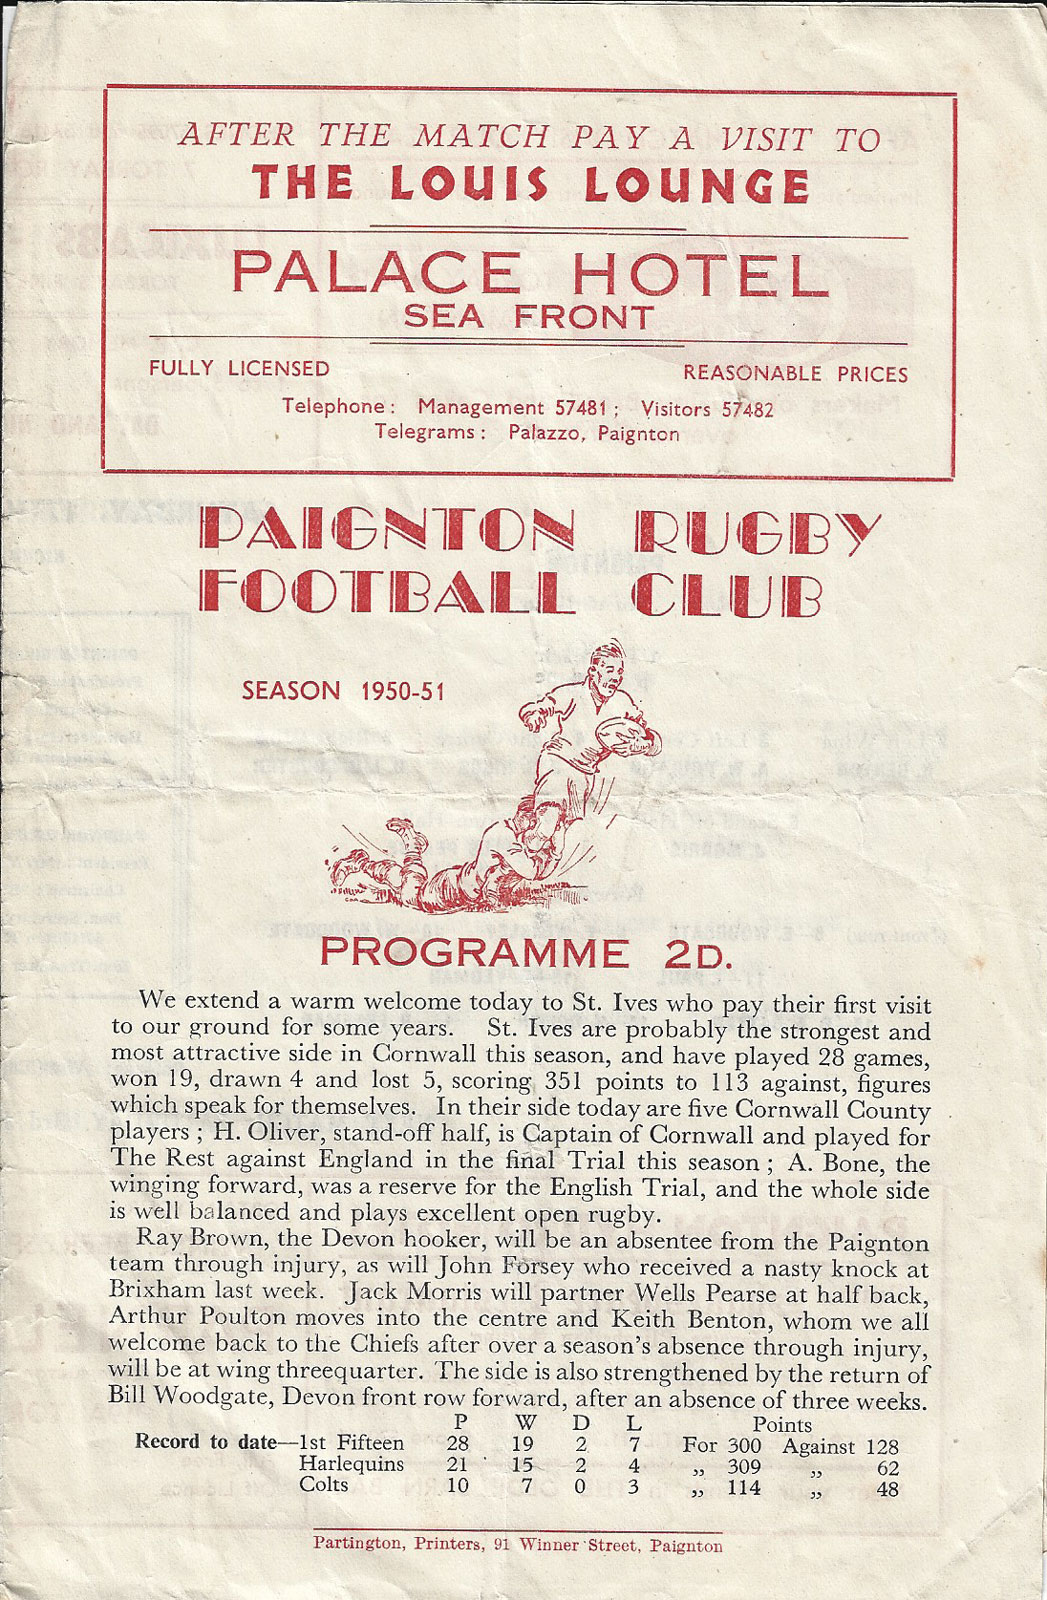 AFTER THE MATCH PAY A VISIT TO
THE LOUIS LOUNGE
PALACE HOTEL
SEA FRONT
FULLY LICENSED REASONABLE PRICES
Telephone: Management 57481; Visitors 57482
Telegrams: Palazzo, Paignton
PAIGNTON RUGBY
FOOTBALL CLUB
SEASON 1950-51
PROGRAMME 2D.
We extend a warm welcome today to St. Ives who pay their first visit
to our ground for some years. St. Ives are probably the strongest and
most attractive side in Cornwall this season, and have played 28 games,
won 19, drawn 4 and lost 5, scoring 351 points to 113 against, figures
which speak for themselves. In their side today are five Cornwall County
players ; H. Oliver, stand-off half, is Captain of Cornwall and played for
The Rest against England in the final Trial this season ; A. Bone, the
winging forward, was a reserve for the English Trial, and the whole side
is well balanced and plays excellent open rugby.
Ray Brown, the Devon hooker, will be an absentee from the Paignton
team through injury, as will John Forsey who received a nasty knock at
Brixham last week. Jack Morris will partner Wells Pearse at half back,
Arthur Poulton moves into the centre and Keith Benton, whom we all
welcome back to the Chiefs after over a season's absence through injury,
will be at wing threequarter. The side is also strengthened by the return of
Bill Woodgate, Devon front row forward, after an absence of three weeks.
P W D L Points
Record to date—1st Fifteen 28 19 2 7 For 300 Against 128
Harlequins 21 15 2 4 ,, 309 ,, 62
Colts 10 7 0 3 ,, 114 ,, 48
Partington, Printers, 91 Winner Street, Paignton